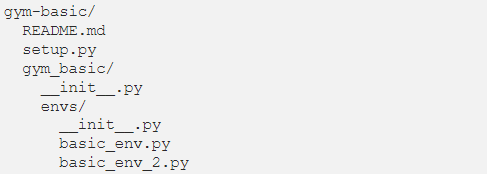 gym-basic/
  README.md
  setup.py
  gym_basic/
    __init__.py
    envs/
      __init__.py
      basic_env.py
      basic_env_2.py